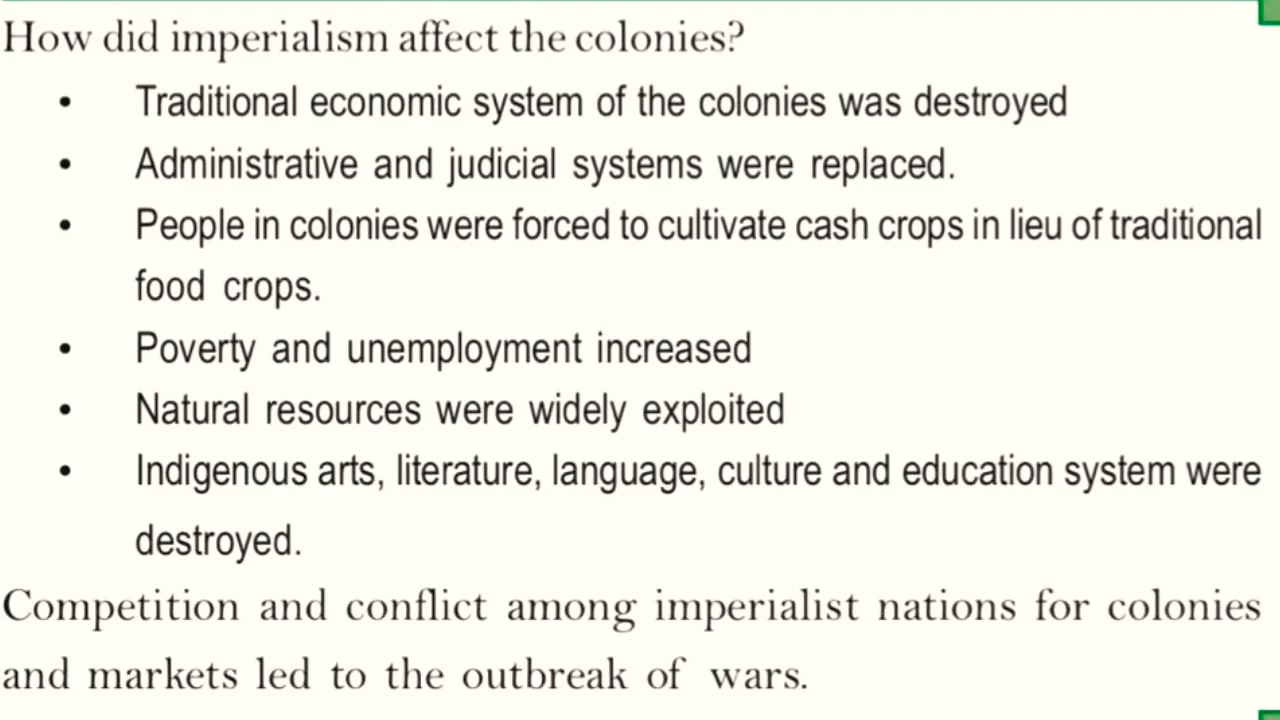 How did imperialism affect the colonies?
• Traditional economic system of the colonies was destroyed
• Administrative and judicial systems were replaced.
• People in colonies were forced to cultivate cash crops in lieu of traditional
food crops.
• Poverty and unemployment increased
• Natural resources were widely exploited
• Indigenous arts, literature, language, culture and education system were
destroyed.
Competition and conflict among imperialist nations for colonies
and markets led to the outbreak of wars.